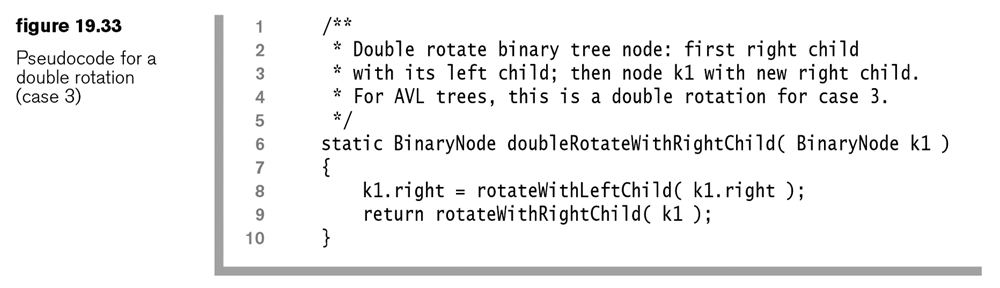 figure 19.33
Pseudocode for a
double rotation
(case 3)
1 /**
2 * Double rotate binary tree node: first right child
3 * with its left child; then node k1 with new right child.
4 * For AVL trees, this is a double rotation for case 3.
5 */
6 static BinaryNode doubleRotateWithRightChild( BinaryNode k1 )
7 {
8 k1.right = rotateWithLeftChild( k1.right );
9 return rotateWithRightChild( k1 );
10 }